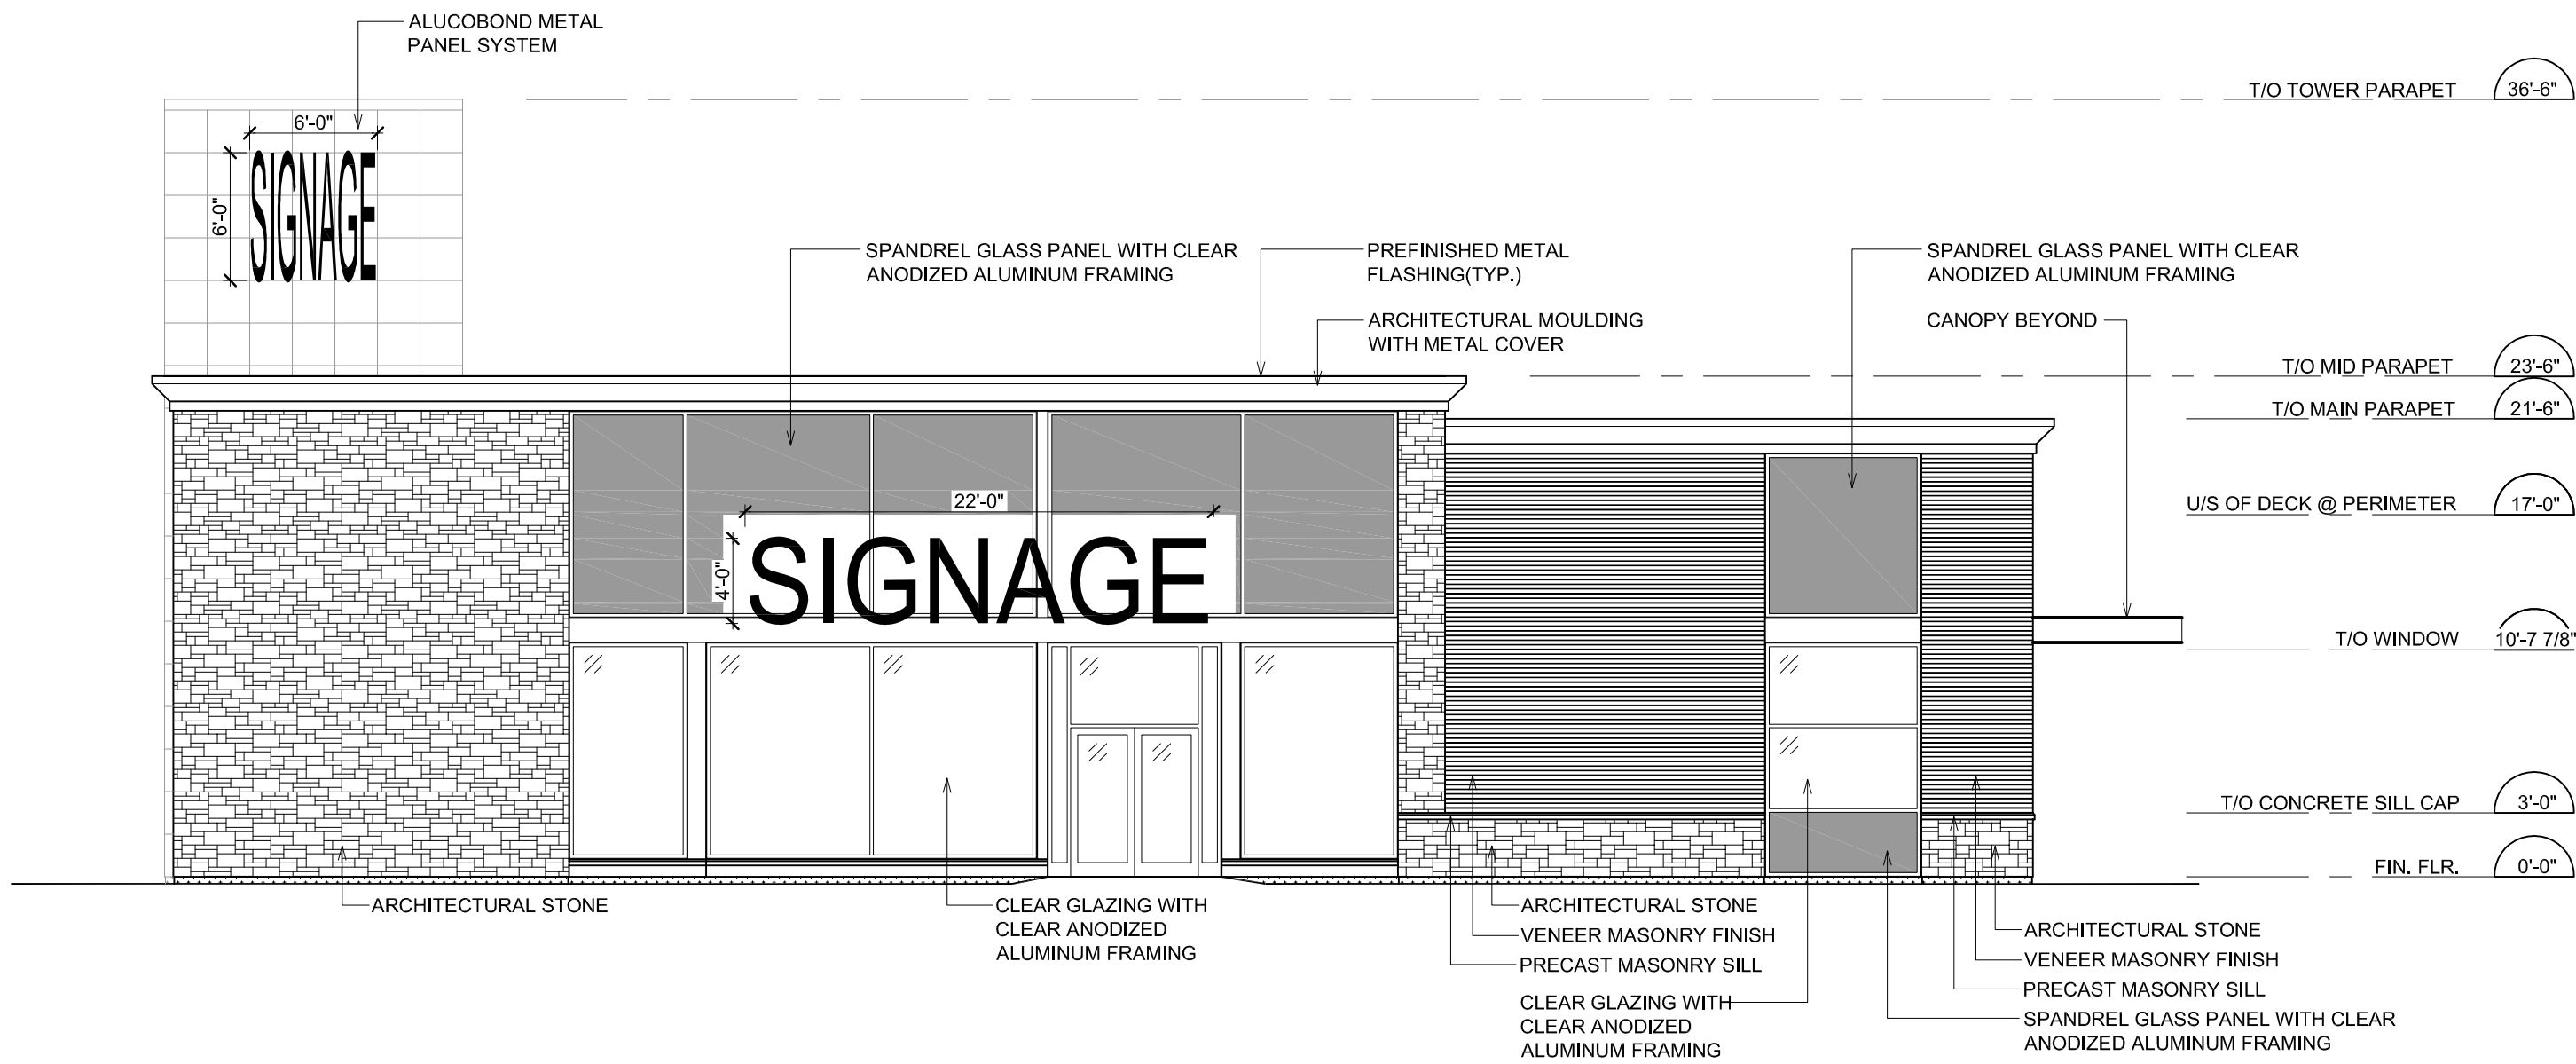 ALUCOBOND METAL
PANEL SYSTEM
T/O TOWER PARAPET 36'-6"
6'-0"
6'-0"
SIGNAGE
SPANDREL GLASS PANEL WITH CLEAR
ANODIZED ALUMINUM FRAMING
PREFINISHED METAL
FLASHING(TYP.)
SPANDREL GLASS PANEL WITH CLEAR
ANODIZED ALUMINUM FRAMING
ARCHITECTURAL MOULDING
WITH METAL COVER
CANOPY BEYOND
T/O MID PARAPET 23'-6"
T/O MAIN PARAPET 21'-6"
22'-0"
U/S OF DECK @ PERIMETER 17'-0"
4'-0"
SIGNAGE
T/O WINDOW 10'-7 7/8"
T/O CONCRETE SILL CAP 3'-0"
FIN. FLR. 0'-0"
ARCHITECTURAL STONE
CLEAR GLAZING WITH
CLEAR ANODIZED
ALUMINUM FRAMING
ARCHITECTURAL STONE
VENEER MASONRY FINISH
PRECAST MASONRY SILL
CLEAR GLAZING WITH
CLEAR ANODIZED
ALUMINUM FRAMING
ARCHITECTURAL STONE
VENEER MASONRY FINISH
PRECAST MASONRY SILL
SPANDREL GLASS PANEL WITH CLEAR
ANODIZED ALUMINUM FRAMING